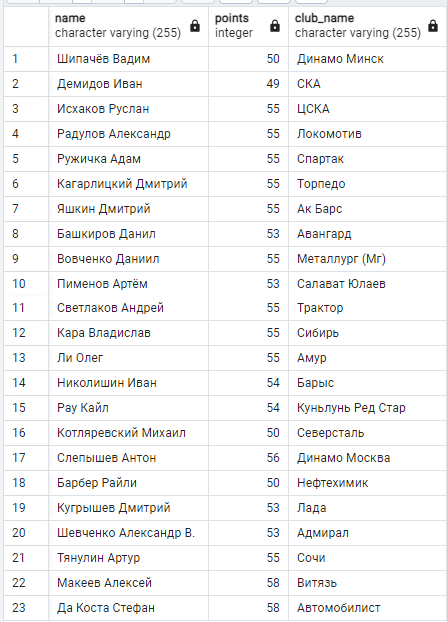 name points club_name
character varying (255) integer character varying (255)
1 Шипачёв Вадим 50 Динамо Минск
2 Демидов Иван 49 СКА
3 Исхаков Руслан 55 ЦСКА
4 Радулов Александр 55 Локомотив
5 Ружичка Адам 55 Спартак
6 Кагарлицкий Дмитрий 55 Торпедо
7 Яшкин Дмитрий 55 Ак Барс
8 Башкиров Данил 53 Авангард
9 Вовченко Даниил 55 Металлург (Мг)
10 Пименов Артём 53 Салават Юлаев
11 Светлаков Андрей 55 Трактор
12 Кара Владислав 55 Сибирь
13 Ли Олег 55 Амур
14 Николишин Иван 54 Барыс
15 Рау Кайл 54 Куньлунь Ред Стар
16 Котляревский Михаил 50 Северсталь
17 Слепышев Антон 56 Динамо Москва
18 Барбер Райли 50 Нефтехимик
19 Кугрышев Дмитрий 53 Лада
20 Шевченко Александр В. 53 Адмирал
21 Тянулин Артур 55 Сочи
22 Макеев Алексей 58 Витязь
23 Да Коста Стефан 58 Автомобилист